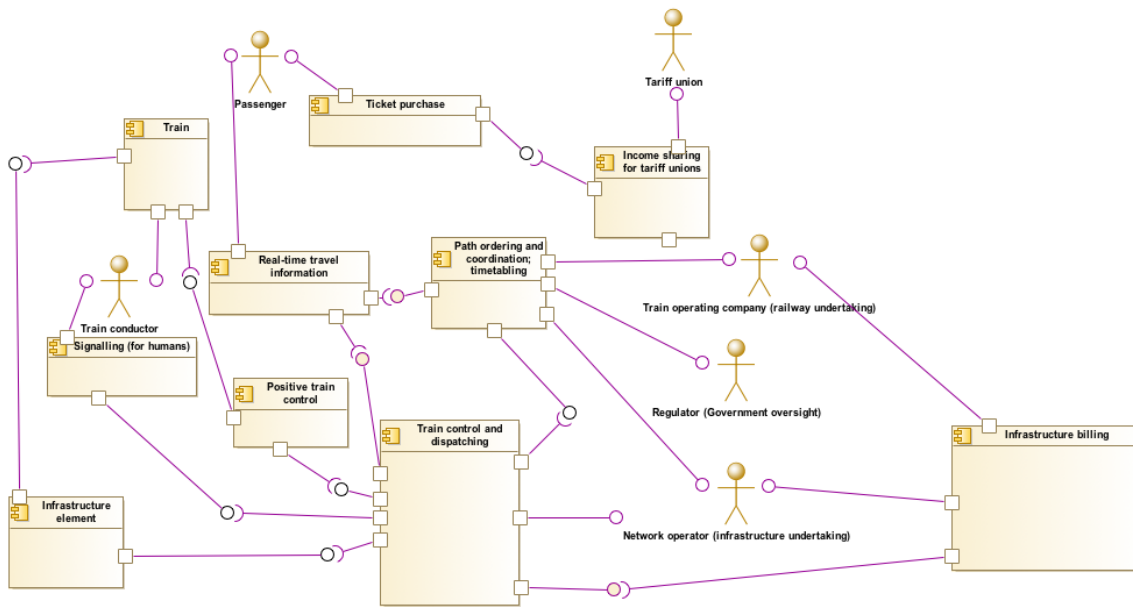 Tariff union
Passenger
Ticket purchase
Train
Income sharing
for tariff unions
Real-time travel
information
Path ordering and
coordination;
timetabling
Train operating company (railway undertaking)
Train conductor
Signalling (for humans)
Positive train
control
Regulator (Government oversight)
Train control and
dispatching
Infrastructure billing
Infrastructure
element
Network operator (infrastructure undertaking)